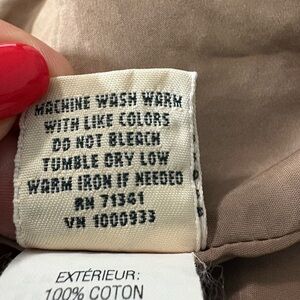 MACHINE WASH WARM
WITH LIKE COLORS
DO NOT BLEACH
TUMBLE DRY LOW
WARM IRON IF NEEDED
RN 71341
VN 1000933
EXTÉRIEUR:
100% COTON